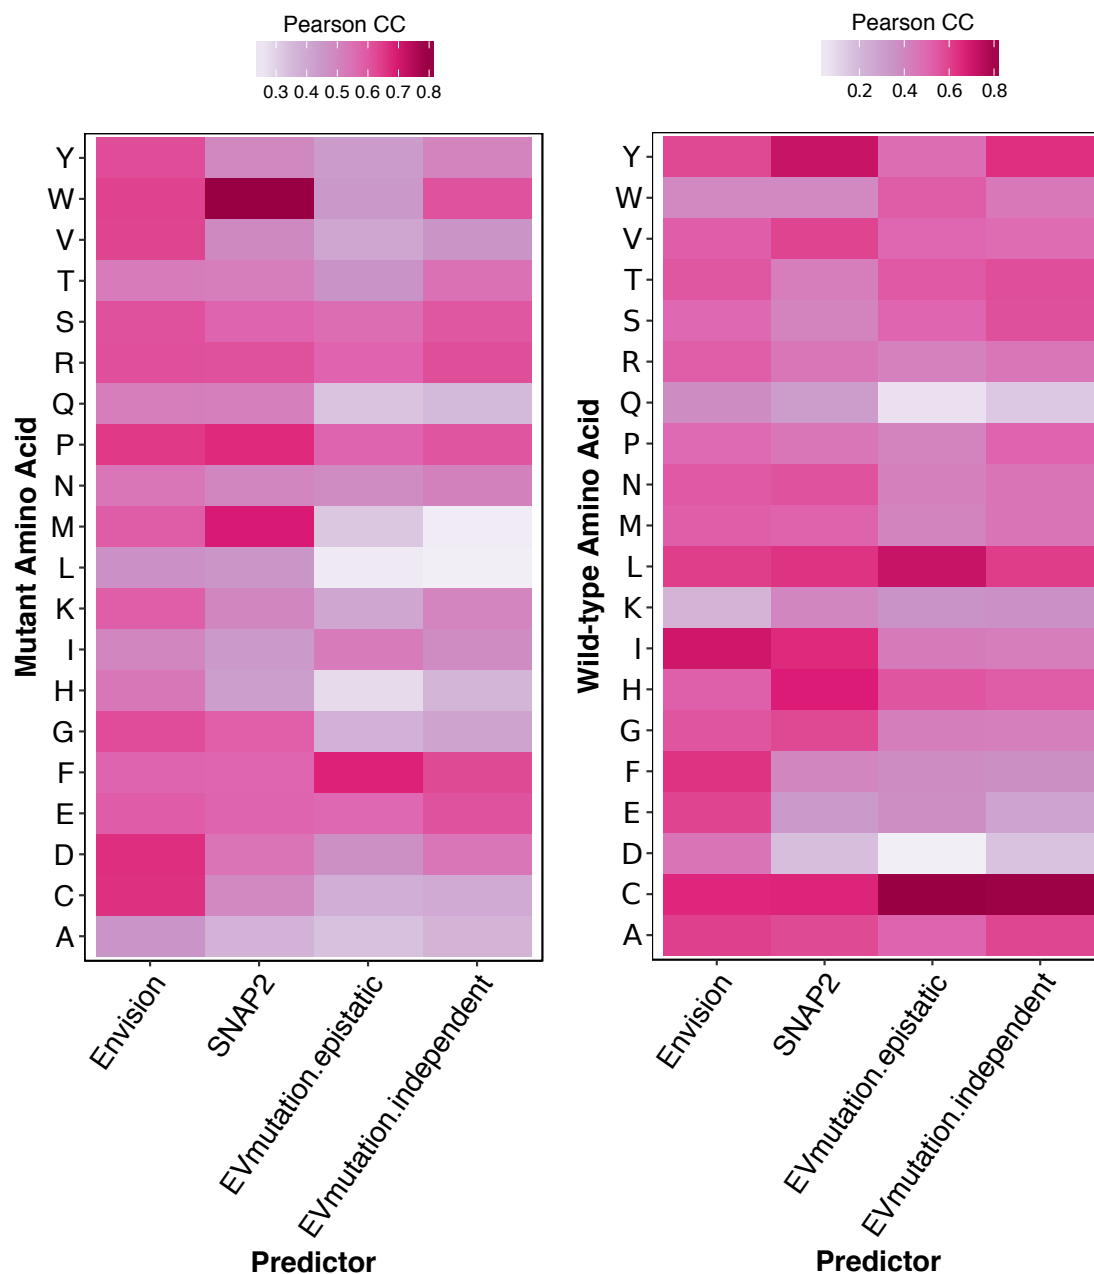 Pearson CC
0.3 0.4 0.5 0.6 0.7 0.8
Mutant Amino Acid
Y
W
V
T
S
R
Q
P
N
M
L
K
I
H
G
F
E
D
C
A
Envision
SNAP2
EVmutation.epistatic
EVmutation.independent
Predictor
Pearson CC
0.2 0.4 0.6 0.8
Wild-type Amino Acid
Y
W
V
T
S
R
Q
P
N
M
L
K
I
H
G
F
E
D
C
A
Envision
SNAP2
EVmutation.epistatic
EVmutation.independent
Predictor